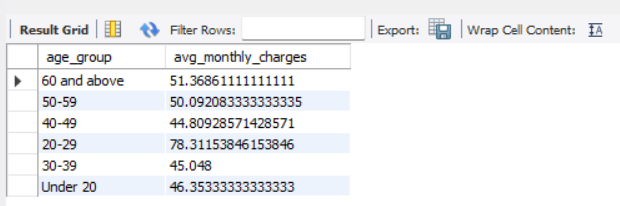 Result Grid Filter Rows: Export: Wrap Cell Content: IA
age_group avg_monthly_charges
60 and above 51.36861111111111
50-59 50.092083333333335
40-49 44.80928571428571
20-29 78.31153846153846
30-39 45.048
Under 20 46.35333333333333